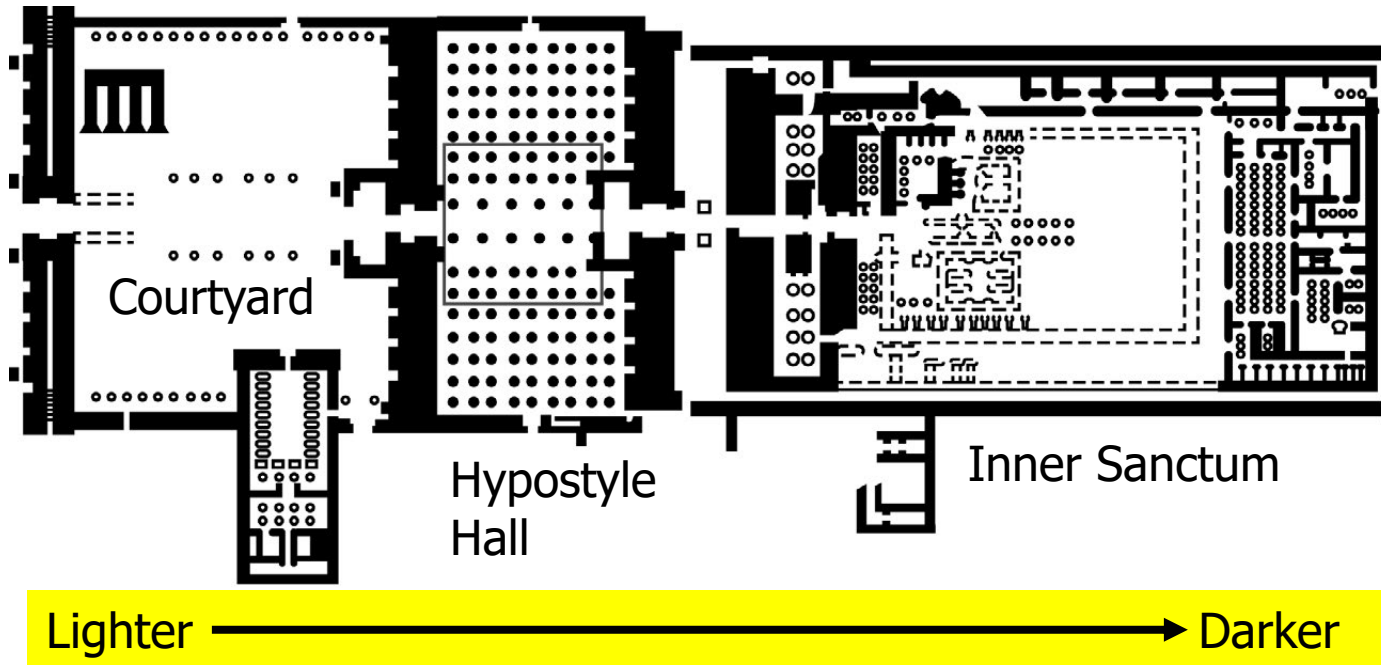 Courtyard
Hypostyle
Hall
Inner Sanctum
Lighter
Darker